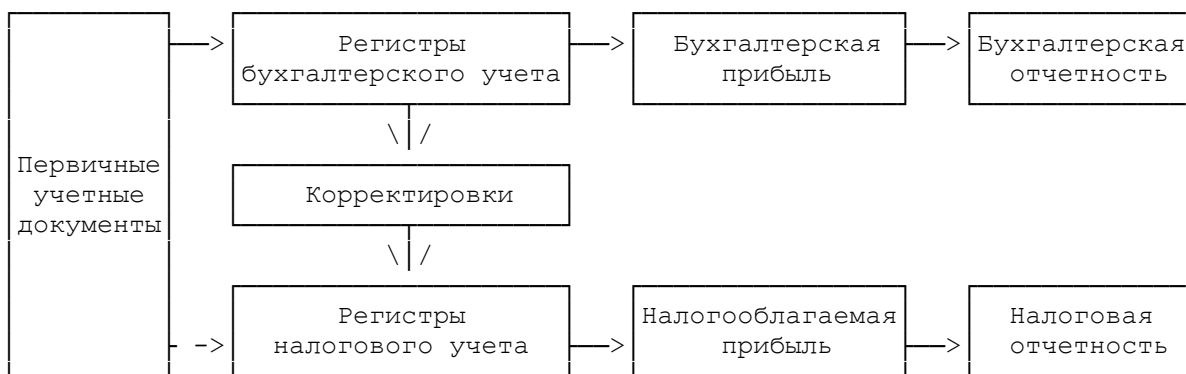 Регистры
бухгалтерского учета
Бухгалтерская
прибыль
Бухгалтерская
отчетность
Первичные
учетные
документы
Корректировки
Регистры
налогового учета
Налогооблагаемая
прибыль
Налоговая
отчетность